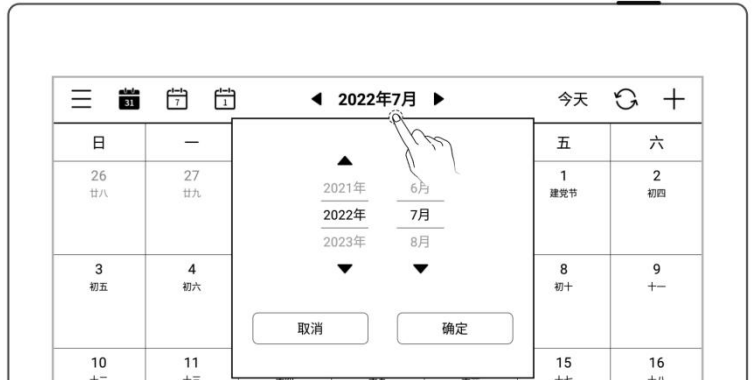 31 7 1 2022年7月 今天
日 一 五 六
26 27 1 2
廿八 廿九 建党节 初四
2021年 6月
2022年 7月
2023年 8月
3 4 8 9
初五 初六 初十 十一
取消 确定
10 11 15 16